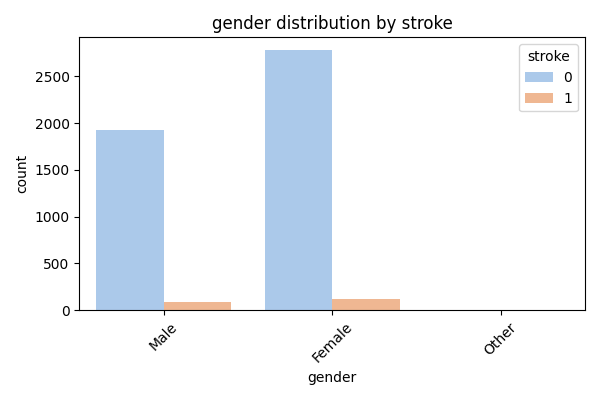 gender distribution by stroke
stroke
0
1
2500
2000
1500
1000
500
0
count
Male
Female
Other
gender